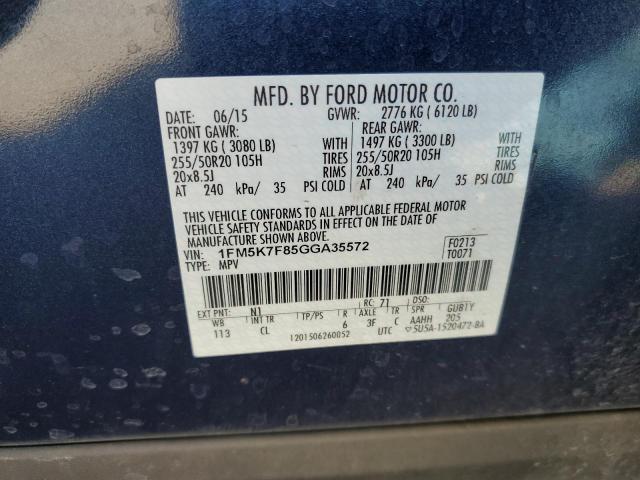 MFD. BY FORD MOTOR CO.
DATE: 06/15 GVWR: 2776 KG ( 6120 LB)
FRONT GAWR: REAR GAWR:
1397 KG ( 3080 LB) WITH 1497 KG ( 3300 LB) WITH
255/50R20 105H TIRES 255/50R20 105H TIRES
20x8.5J RIMS 20x8.5J RIMS
AT 240 kPa/ 35 PSI COLD AT 240 kPa/ 35 PSI COLD
THIS VEHICLE CONFORMS TO ALL APPLICABLE FEDERAL MOTOR
VEHICLE SAFETY STANDARDS IN EFFECT ON THE DATE OF
MANUFACTURE SHOWN ABOVE.
VIN: 1FM5K7F85GGA35572 F0213
TYPE: MPV T0071
EXT PNT: N1 RC: 71 DSO:
WB INT TR TP/PS R AXLE TR SPR GUBTY
113 CL 6 3F C AAHH 205
1201506260052 UTC 5U5A-1520472-BA